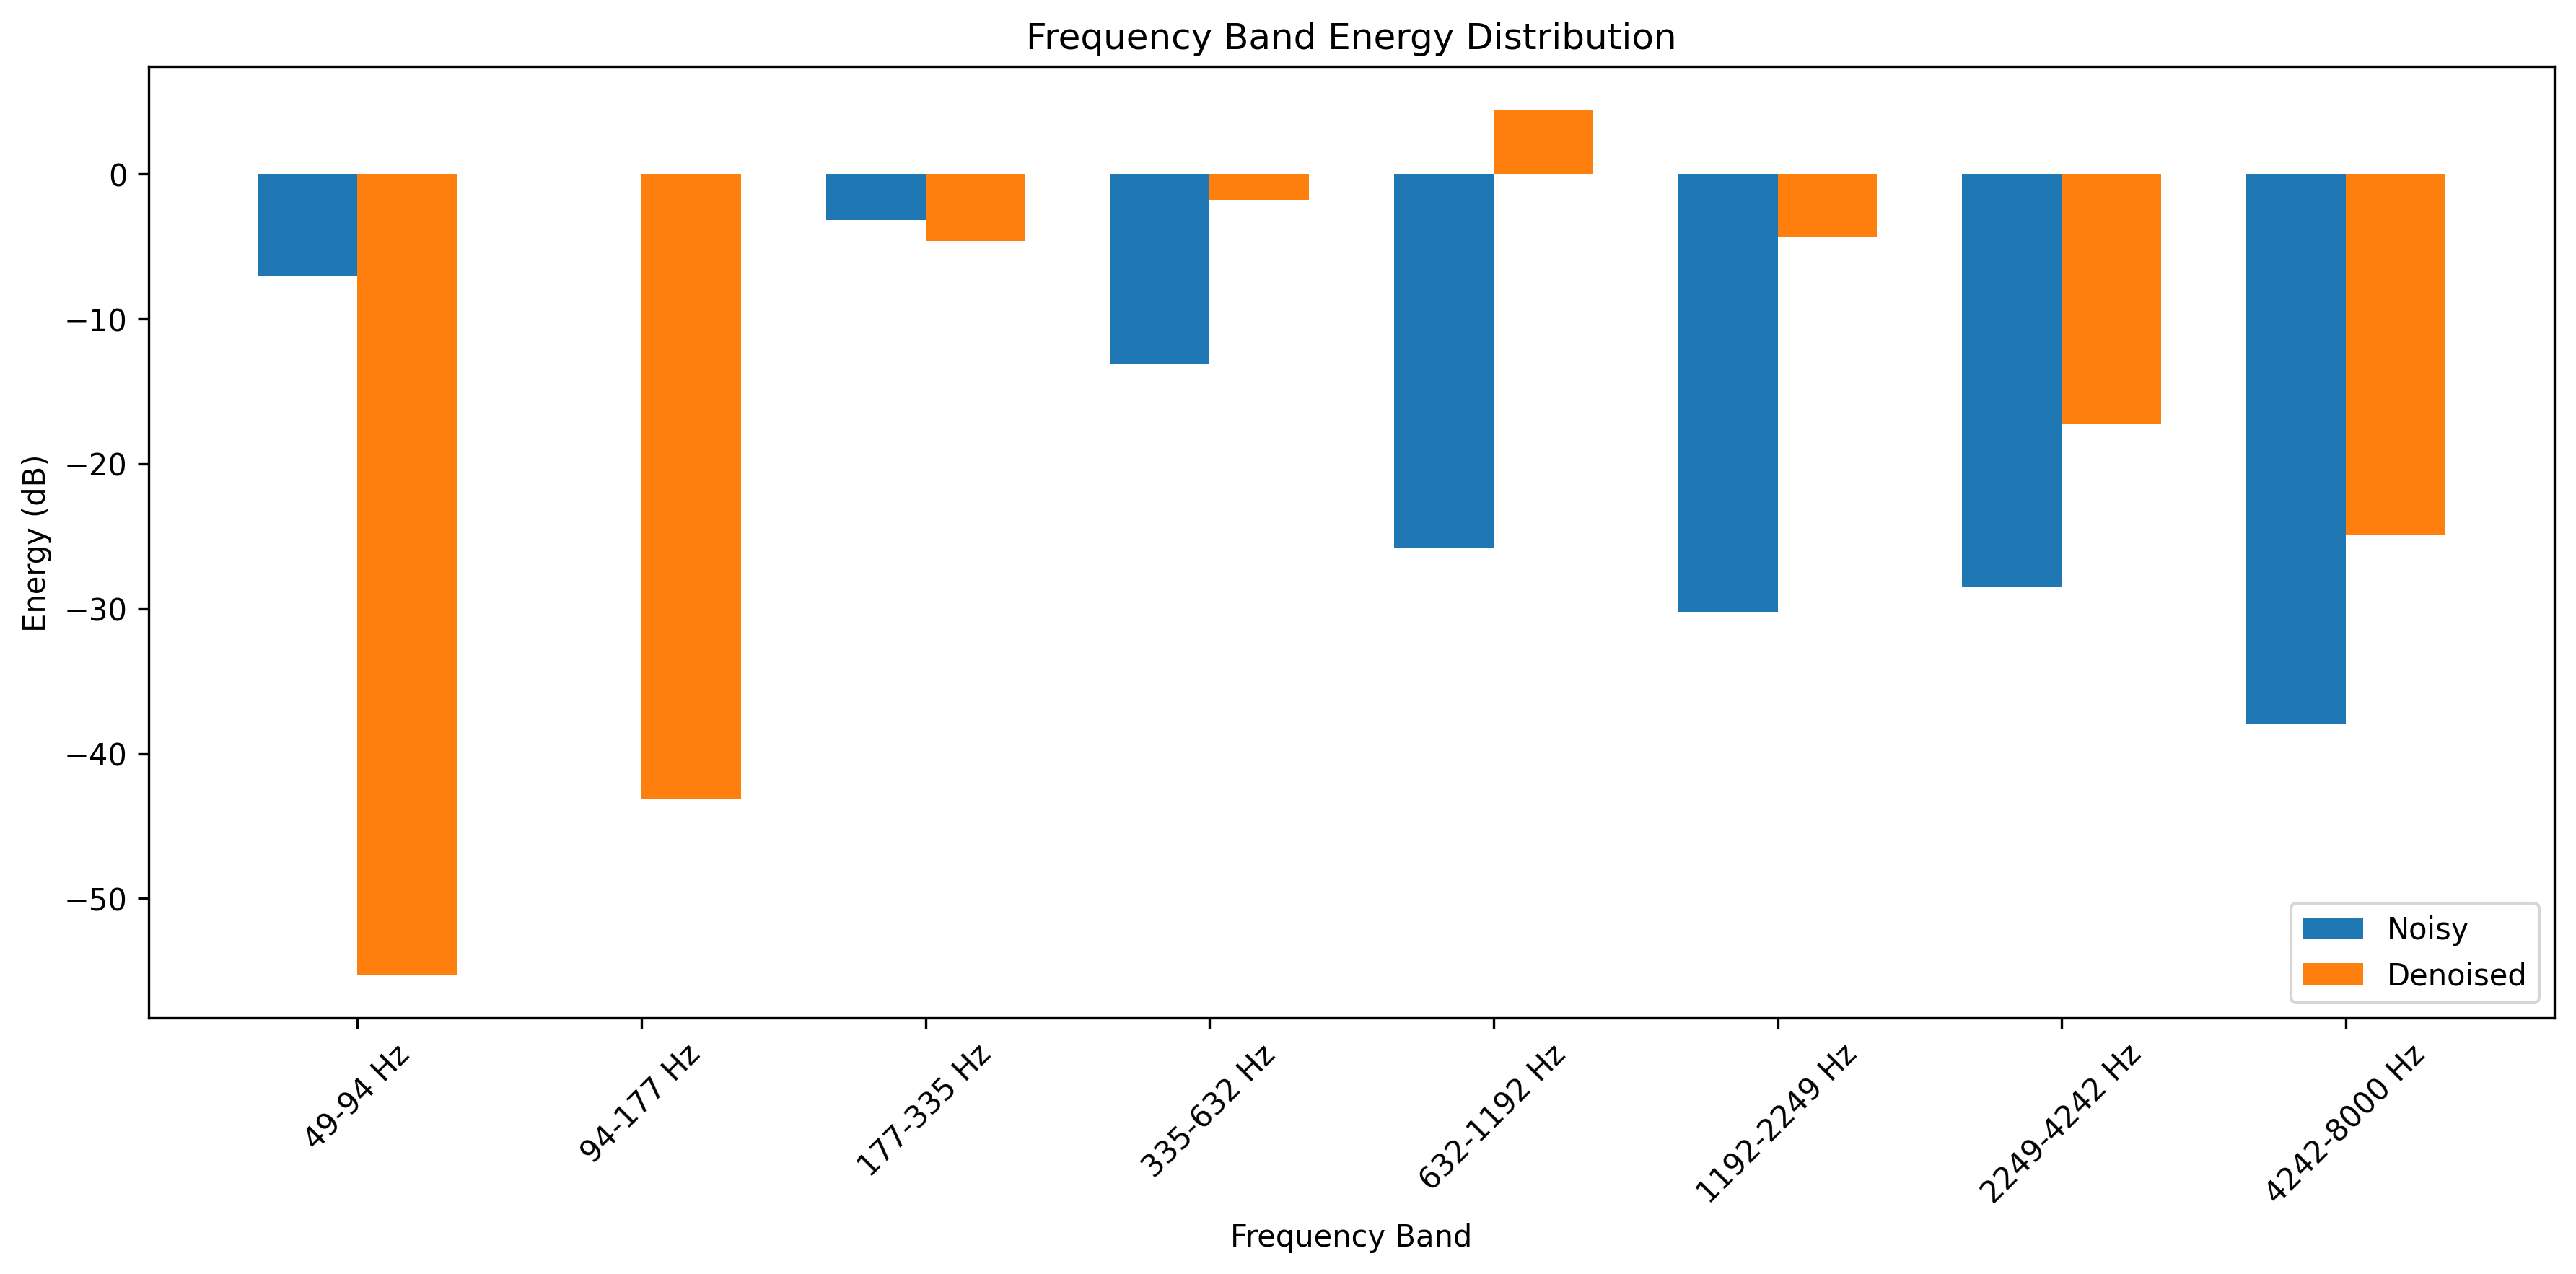 Frequency Band Energy Distribution
Energy (dB)
0
−10
−20
−30
−40
−50
49-94 Hz
94-177 Hz
177-335 Hz
335-632 Hz
632-1192 Hz
1192-2249 Hz
2249-4242 Hz
4242-8000 Hz
Frequency Band
Noisy
Denoised